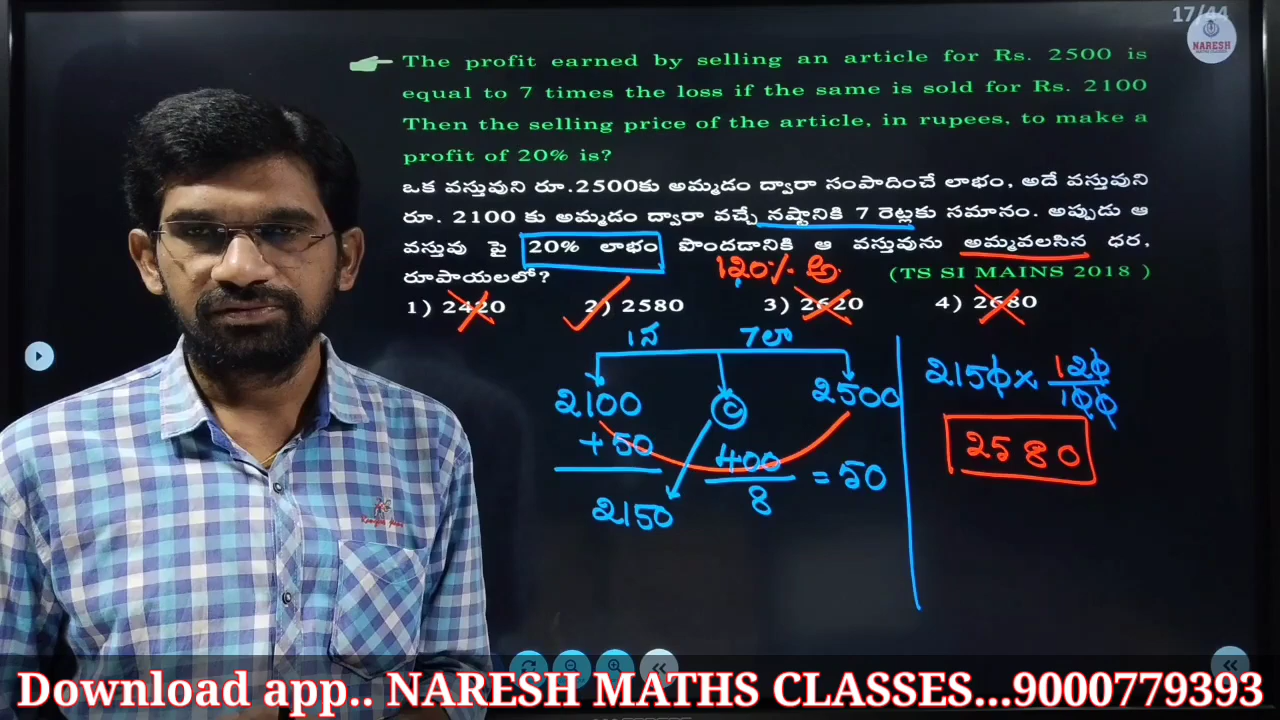 17/44
NARESH
The profit earned by selling an article for Rs. 2500 is
equal to 7 times the loss if the same is sold for Rs. 2100
Then the selling price of the article, in rupees, to make a
profit of 20% is?
ఒక వస్తువుని రూ.2500కు అమ్మడం ద్వారా సంపాదించే లాభం, అదే వస్తువుని
రూ. 2100 కు అమ్మడం ద్వారా వచ్చే నష్టానికి 7 రెట్లకు సమానం. అప్పుడు ఆ
వస్తువు పై 20% లాభం పొందడానికి ఆ వస్తువును అమ్మవలసిన ధర,
రూపాయలలో?
120% అ.
(TS SI MAINS 2018 )
1) 2420 2) 2580 3) 2620 4) 2680
1న 7లా
2100 C 2500
+50
400
8
= 50
2150
2150 × 120
100
2580
Download app.. NARESH MATHS CLASSES...9000779393